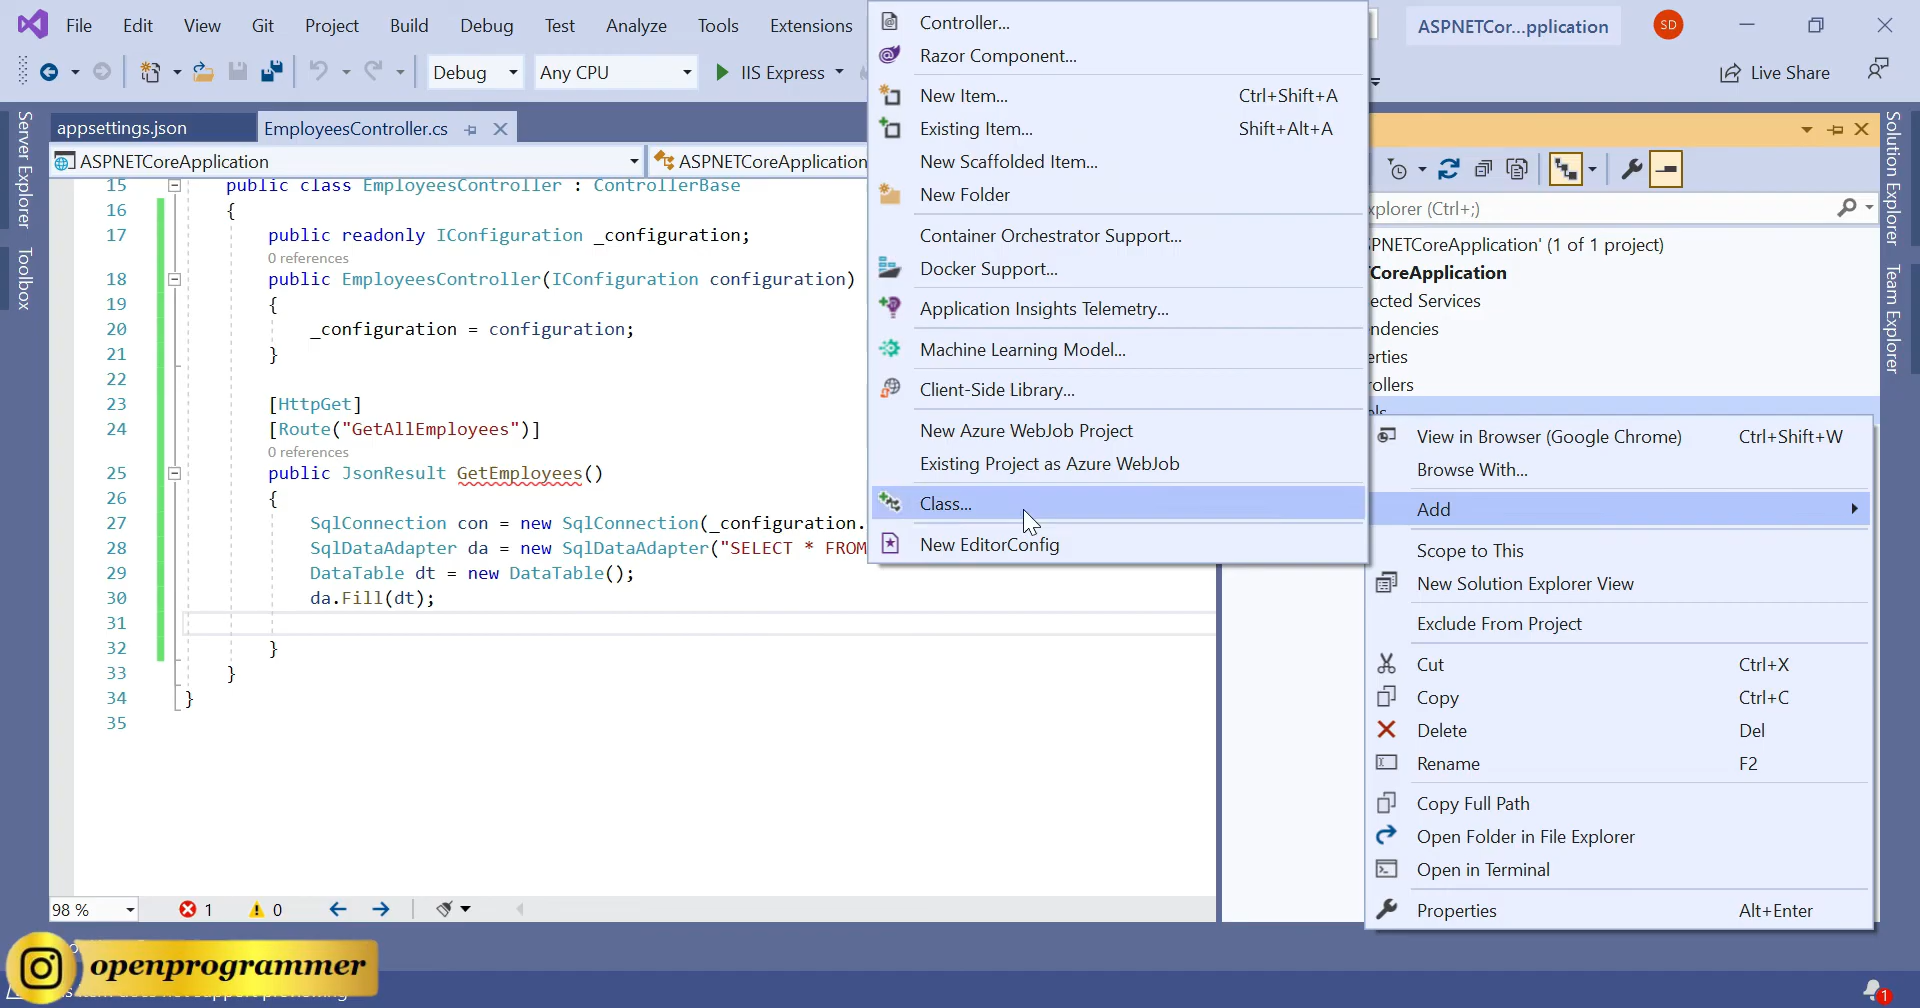 File Edit View Git Project Build Debug Test Analyze Tools Extensions
ASPNETCor...pplication
SD
Debug
Any CPU
IIS Express
Live Share
Server Explorer
Toolbox
appsettings.json
EmployeesController.cs
ASPNETCoreApplication
ASPNETCoreApplication
15 public class EmployeesController : ControllerBase
16 {
17 public readonly IConfiguration _configuration;
0 references
18 public EmployeesController(IConfiguration configuration)
19 {
20 _configuration = configuration;
21 }
22
23 [HttpGet]
24 [Route("GetAllEmployees")]
0 references
25 public JsonResult GetEmployees()
26 {
27 SqlConnection con = new SqlConnection(_configuration.
28 SqlDataAdapter da = new SqlDataAdapter("SELECT * FROM
29 DataTable dt = new DataTable();
30 da.Fill(dt);
31
32 }
33 }
34 }
35
98 %
1
0
Controller...
Razor Component...
New Item... Ctrl+Shift+A
Existing Item... Shift+Alt+A
New Scaffolded Item...
New Folder
Container Orchestrator Support...
Docker Support...
Application Insights Telemetry...
Machine Learning Model...
Client-Side Library...
New Azure WebJob Project
Existing Project as Azure WebJob
Class...
New EditorConfig
xplorer (Ctrl+;)
PNETCoreApplication' (1 of 1 project)
CoreApplication
ected Services
ndencies
erties
ollers
els
View in Browser (Google Chrome) Ctrl+Shift+W
Browse With...
Add
Scope to This
New Solution Explorer View
Exclude From Project
Cut Ctrl+X
Copy Ctrl+C
Delete Del
Rename F2
Copy Full Path
Open Folder in File Explorer
Open in Terminal
Properties Alt+Enter
Solution Explorer
Team Explorer
openprogrammer
1